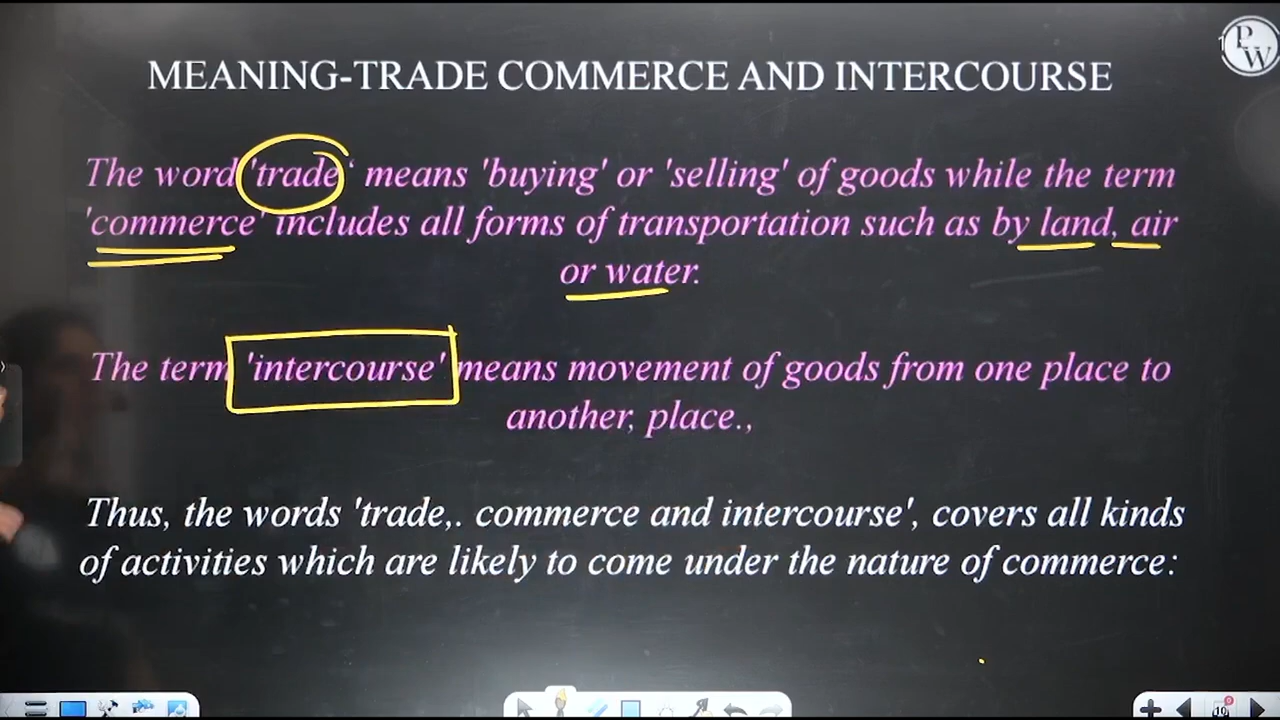 MEANING-TRADE COMMERCE AND INTERCOURSE
P
W
The word 'trade' means 'buying' or 'selling' of goods while the term
'commerce' includes all forms of transportation such as by land, air
or water.
The term 'intercourse' means movement of goods from one place to
another, place.,
Thus, the words 'trade,. commerce and intercourse', covers all kinds
of activities which are likely to come under the nature of commerce: